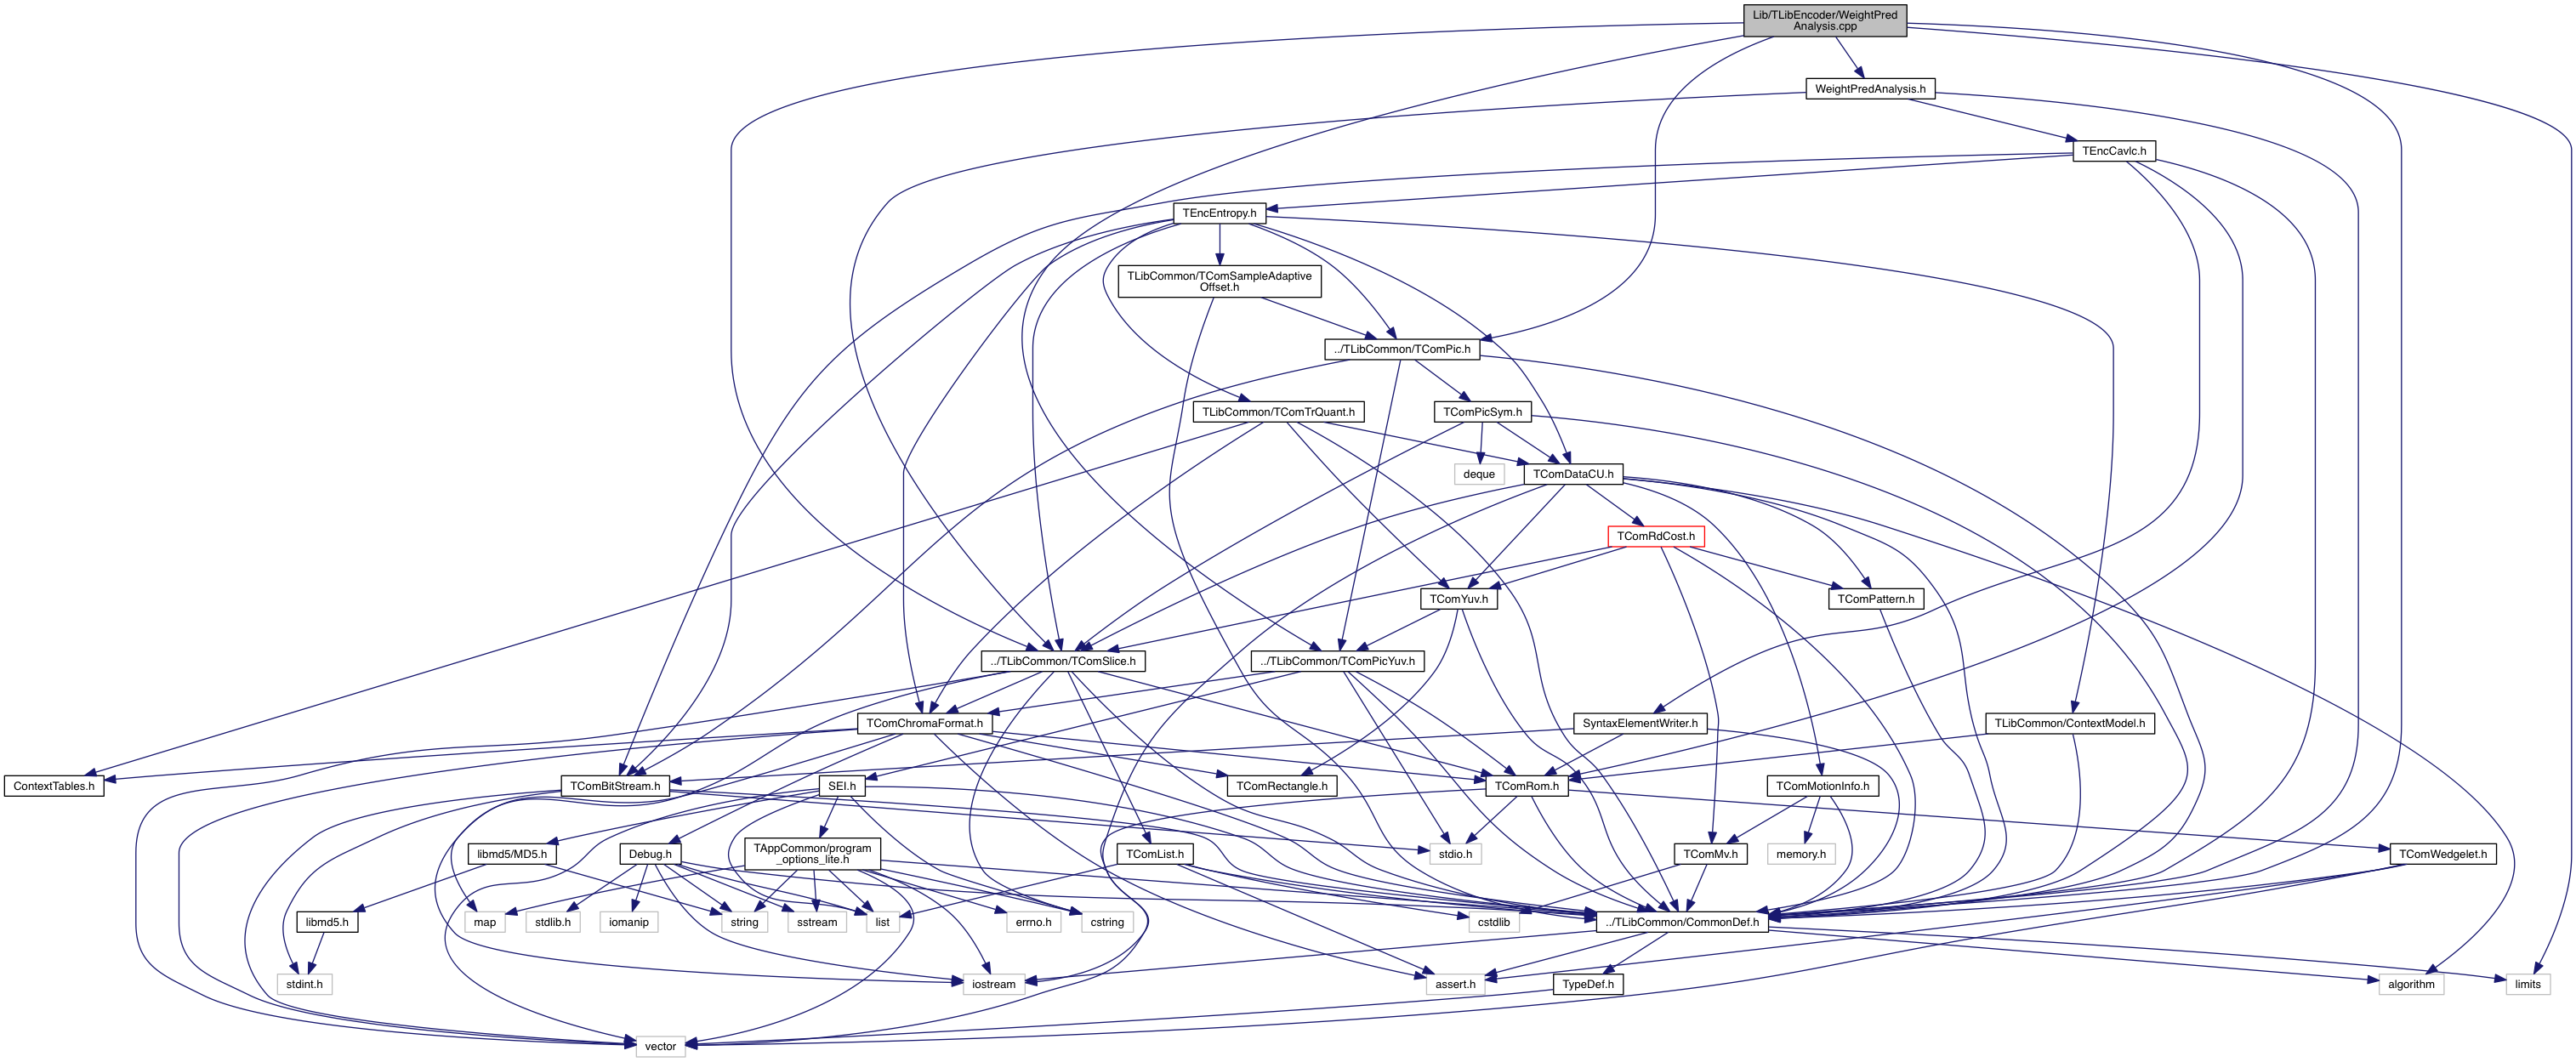 Lib/TLibEncoder/WeightPred
Analysis.cpp
WeightPredAnalysis.h
TEncCavlc.h
TEncEntropy.h
TLibCommon/TComSampleAdaptive
Offset.h
../TLibCommon/TComPic.h
TLibCommon/TComTrQuant.h
TComPicSym.h
deque
TComDataCU.h
TComRdCost.h
TComYuv.h
TComPattern.h
../TLibCommon/TComSlice.h
../TLibCommon/TComPicYuv.h
TComChromaFormat.h
SyntaxElementWriter.h
TLibCommon/ContextModel.h
ContextTables.h
TComBitStream.h
SEI.h
TComRectangle.h
TComRom.h
TComMotionInfo.h
libmd5/MD5.h
Debug.h
TAppCommon/program
_options_lite.h
TComList.h
stdio.h
TComMv.h
memory.h
TComWedgelet.h
libmd5.h
map
stdlib.h
iomanip
string
sstream
list
errno.h
cstring
cstdlib
../TLibCommon/CommonDef.h
stdint.h
iostream
assert.h
TypeDef.h
algorithm
limits
vector